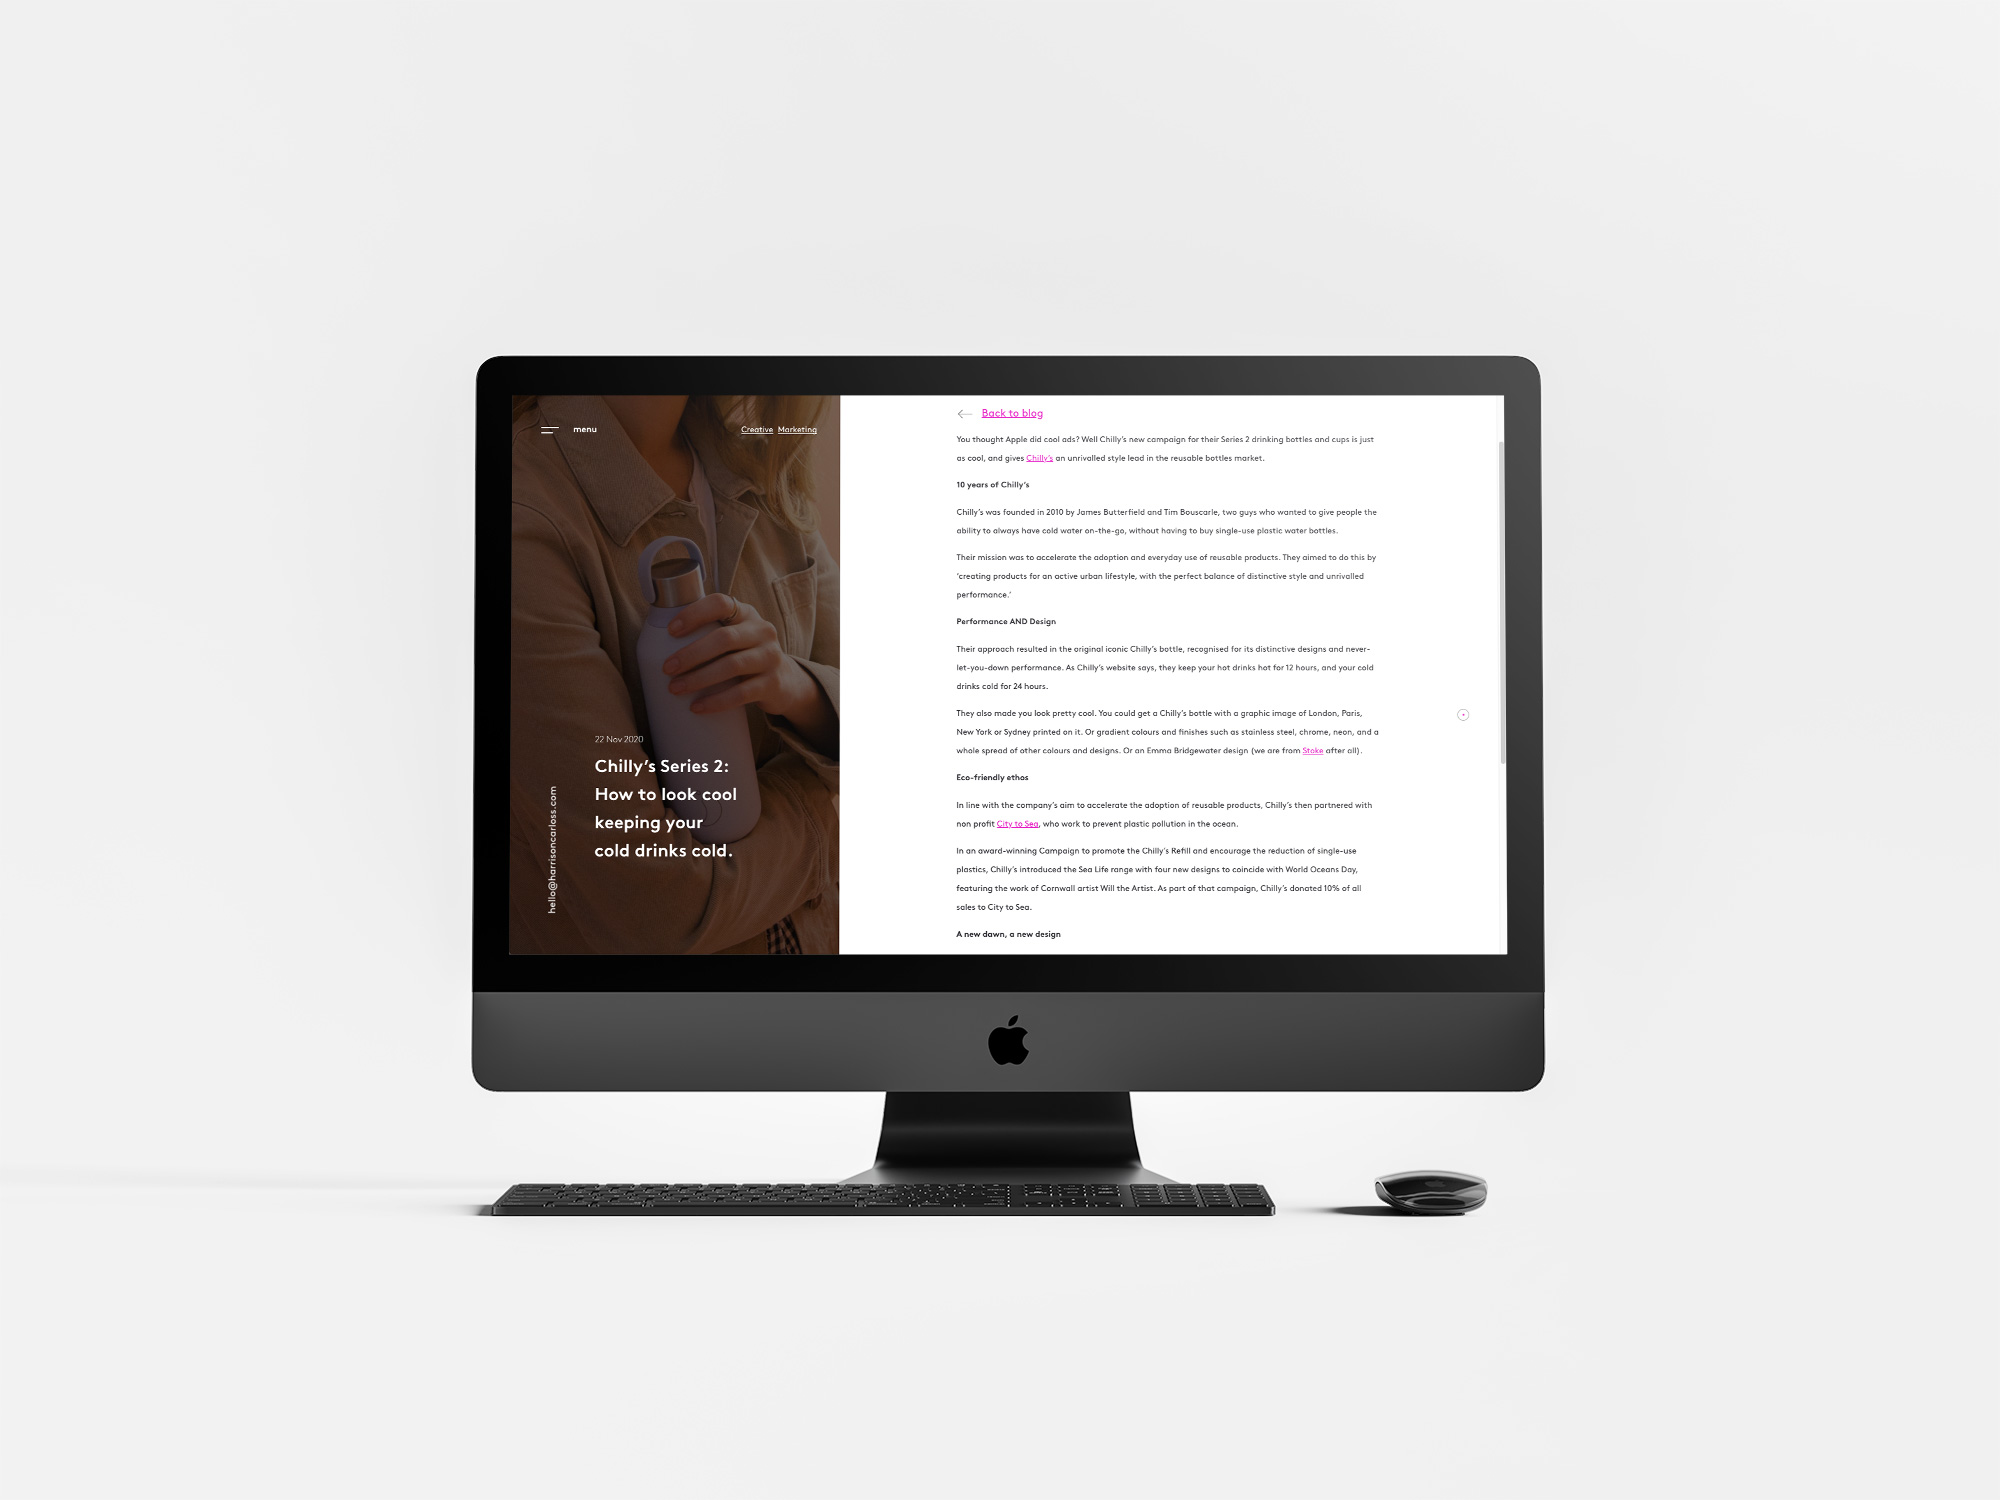 menu
Creative Marketing
22 Nov 2020
Chilly's Series 2:
How to look cool
keeping your
cold drinks cold.
hello@harrisoncarloss.com
Back to blog
You thought Apple did cool ads? Well Chilly's new campaign for their Series 2 drinking bottles and cups is just
as cool, and gives Chilly's an unrivalled style lead in the reusable bottles market.
10 years of Chilly's
Chilly's was founded in 2010 by James Butterfield and Tim Bouscarle, two guys who wanted to give people the
ability to always have cold water on-the-go, without having to buy single-use plastic water bottles.
Their mission was to accelerate the adoption and everyday use of reusable products. They aimed to do this by
'creating products for an active urban lifestyle, with the perfect balance of distinctive style and unrivalled
performance.'
Performance AND Design
Their approach resulted in the original iconic Chilly's bottle, recognised for its distinctive designs and never-
let-you-down performance. As Chilly's website says, they keep your hot drinks hot for 12 hours, and your cold
drinks cold for 24 hours.
They also made you look pretty cool. You could get a Chilly's bottle with a graphic image of London, Paris,
New York or Sydney printed on it. Or gradient colours and finishes such as stainless steel, chrome, neon, and a
whole spread of other colours and designs. Or an Emma Bridgewater design (we are from Stoke after all).
Eco-friendly ethos
In line with the company's aim to accelerate the adoption of reusable products, Chilly's then partnered with
non profit City to Sea, who work to prevent plastic pollution in the ocean.
In an award-winning Campaign to promote the Chilly's Refill and encourage the reduction of single-use
plastics, Chilly's introduced the Sea Life range with four new designs to coincide with World Oceans Day,
featuring the work of Cornwall artist Will the Artist. As part of that campaign, Chilly's donated 10% of all
sales to City to Sea.
A new dawn, a new design